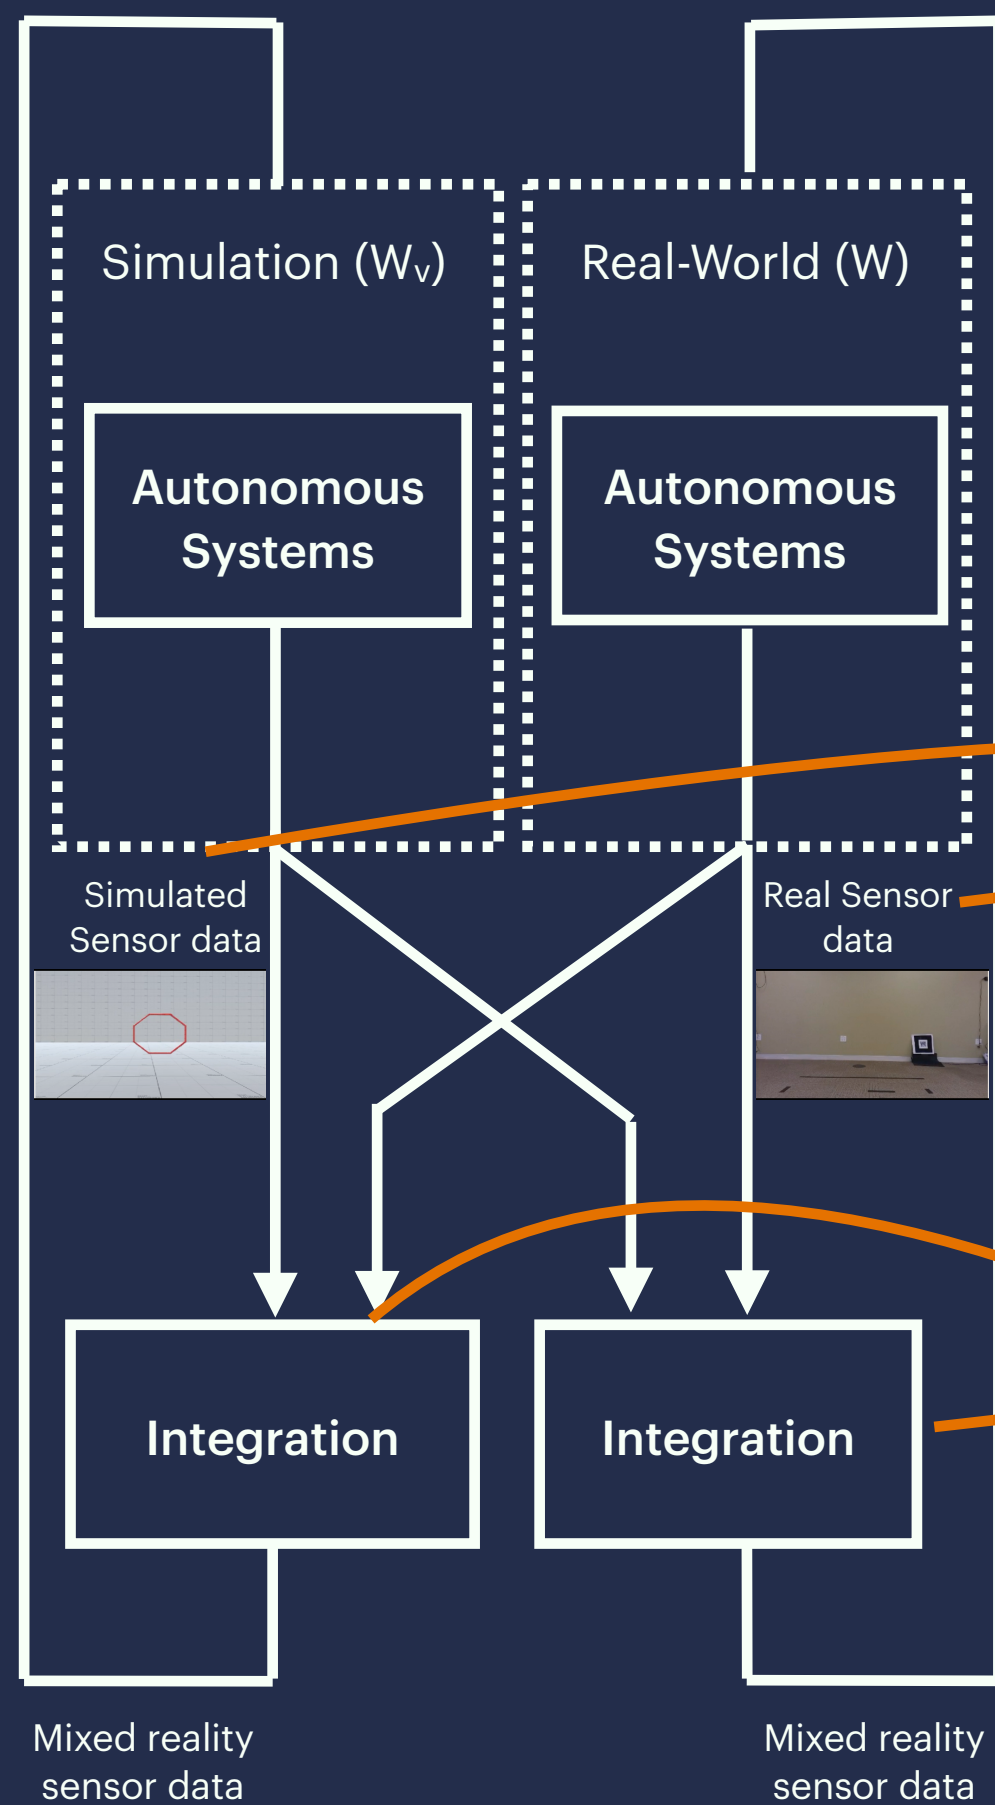 Simulation (Wᵥ)
Real-World (W)
Autonomous
Systems
Autonomous
Systems
Simulated
Sensor data
Real Sensor
data
Integration
Integration
Mixed reality
sensor data
Mixed reality
sensor data